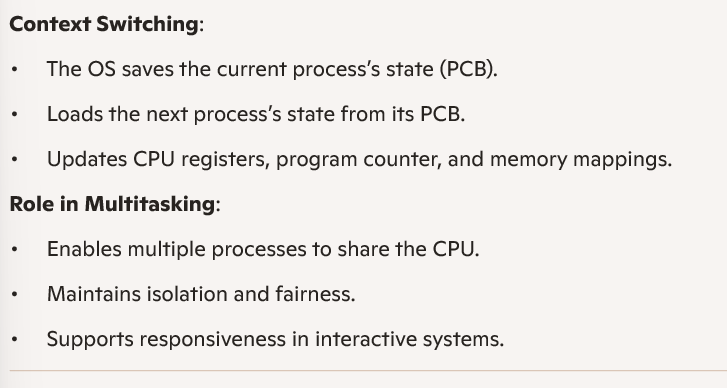 Context Switching:
• The OS saves the current process’s state (PCB).
• Loads the next process’s state from its PCB.
• Updates CPU registers, program counter, and memory mappings.
Role in Multitasking:
• Enables multiple processes to share the CPU.
• Maintains isolation and fairness.
• Supports responsiveness in interactive systems.